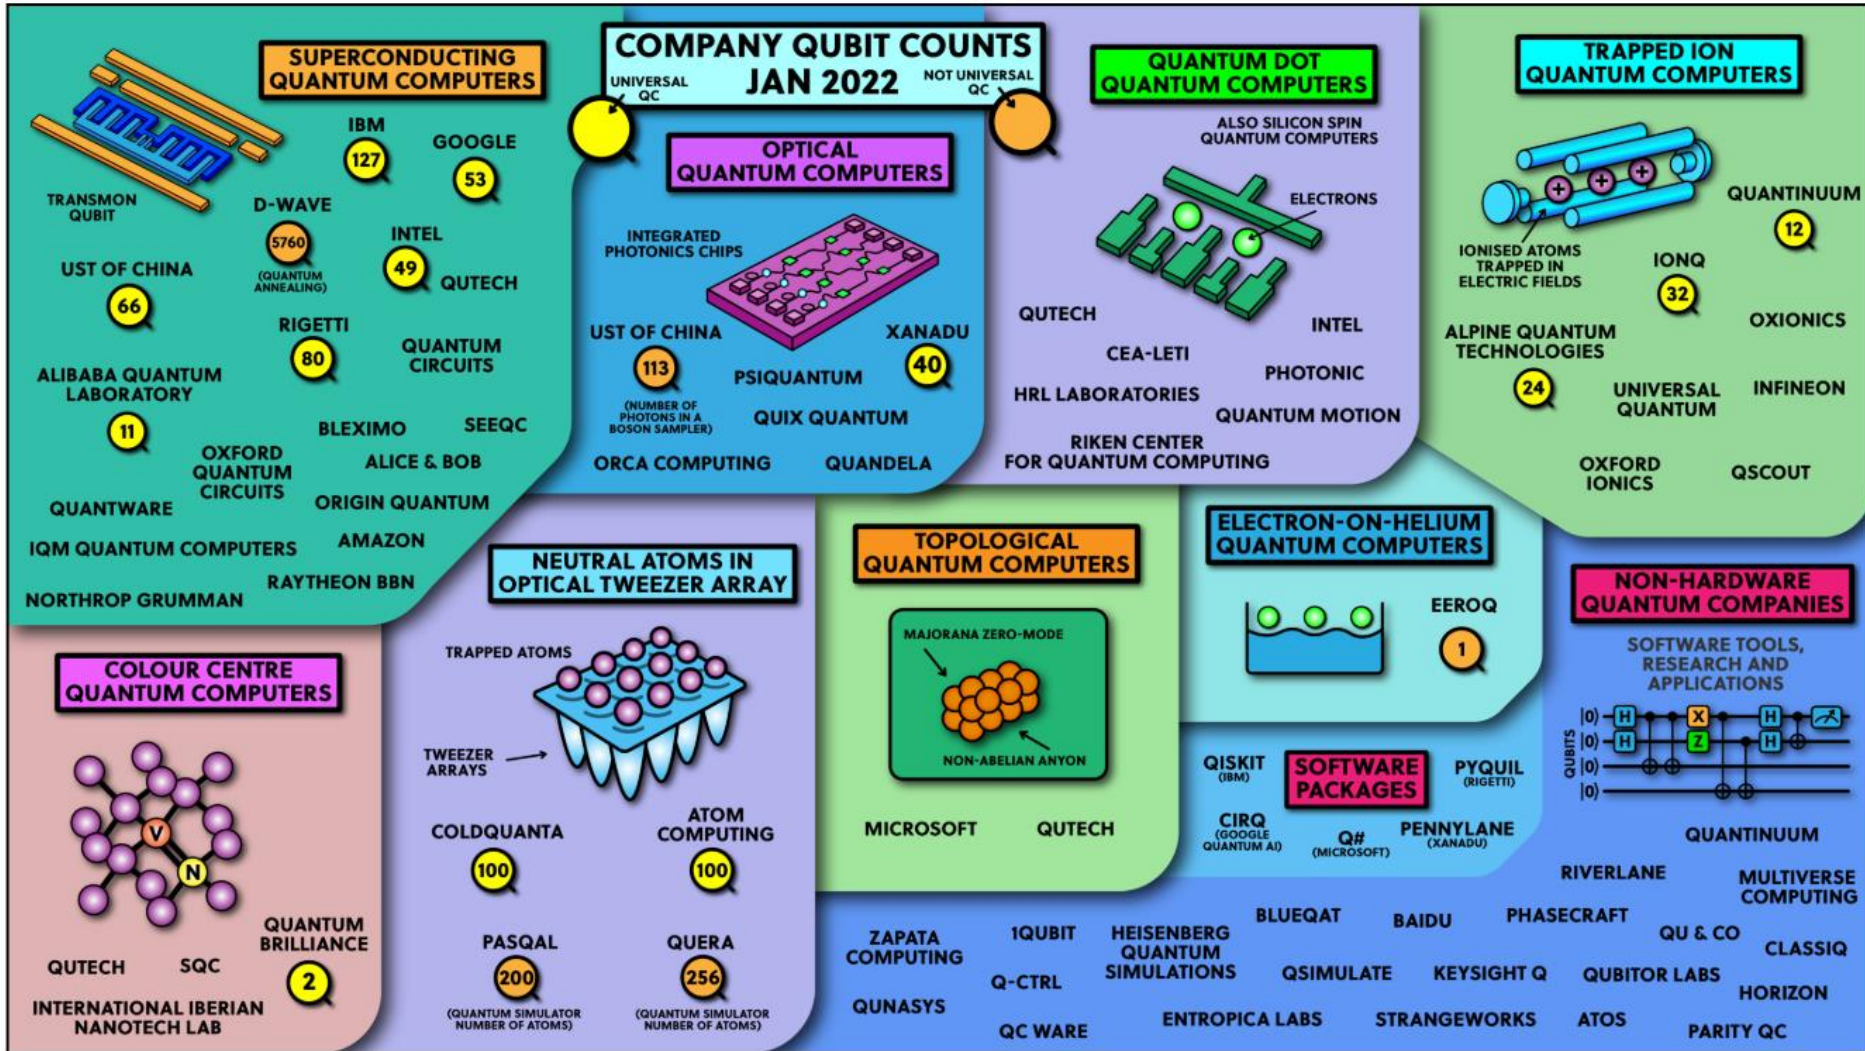 COMPANY QUBIT COUNTS
JAN 2022
UNIVERSAL
QC
NOT UNIVERSAL
QC
SUPERCONDUCTING
QUANTUM COMPUTERS
TRANSMON
QUBIT
IBM
127
GOOGLE
53
D-WAVE
5760
(QUANTUM
ANNEALING)
INTEL
49
QUTECH
UST OF CHINA
66
RIGETTI
80
QUANTUM
CIRCUITS
ALIBABA QUANTUM
LABORATORY
11
BLEXIMO
SEEQC
OXFORD
QUANTUM
CIRCUITS
ALICE & BOB
QUANTWARE
ORIGIN QUANTUM
IQM QUANTUM COMPUTERS
AMAZON
RAYTHEON BBN
NORTHROP GRUMMAN
OPTICAL
QUANTUM COMPUTERS
INTEGRATED
PHOTONICS CHIPS
UST OF CHINA
113
(NUMBER OF
PHOTONS IN A
BOSON SAMPLER)
XANADU
40
PSIQUANTUM
QUIX QUANTUM
ORCA COMPUTING
QUANDELA
QUANTUM DOT
QUANTUM COMPUTERS
ALSO SILICON SPIN
QUANTUM COMPUTERS
ELECTRONS
QUTECH
INTEL
CEA-LETI
PHOTONIC
HRL LABORATORIES
QUANTUM MOTION
RIKEN CENTER
FOR QUANTUM COMPUTING
TRAPPED ION
QUANTUM COMPUTERS
IONISED ATOMS
TRAPPED IN
ELECTRIC FIELDS
+ + +
QUANTINUUM
12
IONQ
32
OXIONICS
ALPINE QUANTUM
TECHNOLOGIES
24
UNIVERSAL
QUANTUM
INFINEON
OXFORD
IONICS
QSCOUT
COLOUR CENTRE
QUANTUM COMPUTERS
V
N
QUANTUM
BRILLIANCE
2
QUTECH
SQC
INTERNATIONAL IBERIAN
NANOTECH LAB
NEUTRAL ATOMS IN
OPTICAL TWEEZER ARRAY
TRAPPED ATOMS
TWEEZER
ARRAYS
COLDQUANTA
100
ATOM
COMPUTING
100
PASQAL
200
(QUANTUM SIMULATOR
NUMBER OF ATOMS)
QUERA
256
(QUANTUM SIMULATOR
NUMBER OF ATOMS)
TOPOLOGICAL
QUANTUM COMPUTERS
MAJORANA ZERO-MODE
NON-ABELIAN ANYON
MICROSOFT
QUTECH
ELECTRON-ON-HELIUM
QUANTUM COMPUTERS
EEROQ
1
SOFTWARE
PACKAGES
QISKIT
(IBM)
PYQUIL
(RIGETTI)
CIRQ
(GOOGLE
QUANTUM AI)
Q#
(MICROSOFT)
PENNYLANE
(XANADU)
NON-HARDWARE
QUANTUM COMPANIES
SOFTWARE TOOLS,
RESEARCH AND
APPLICATIONS
QUBITS
|0⟩ H X H
|0⟩ H Z H
|0⟩
|0⟩
QUANTINUUM
RIVERLANE
MULTIVERSE
COMPUTING
BLUEQAT
BAIDU
PHASECRAFT
QU & CO
CLASSIQ
ZAPATA
COMPUTING
1QUBIT
HEISENBERG
QUANTUM
SIMULATIONS
QSIMULATE
KEYSIGHT Q
QUBITOR LABS
HORIZON
Q-CTRL
QUNASYS
QC WARE
ENTROPICA LABS
STRANGEWORKS
ATOS
PARITY QC